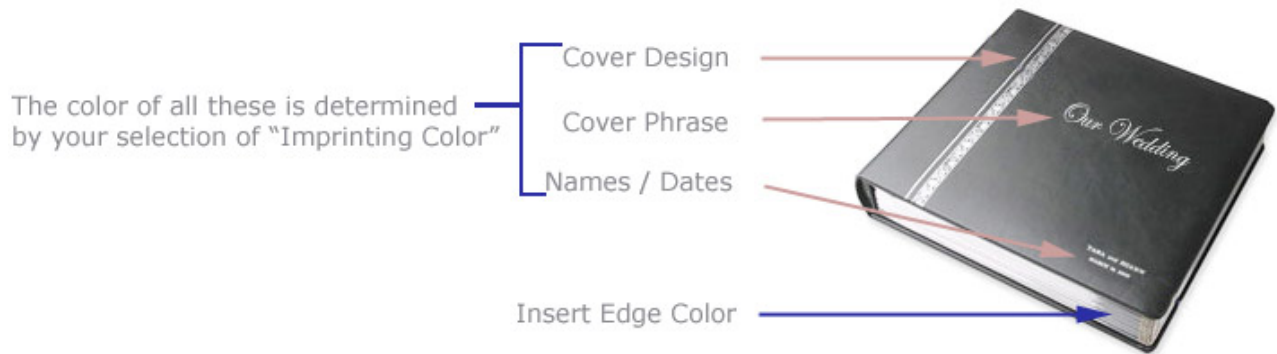 The color of all these is determined
by your selection of “Imprinting Color”
Cover Design
Cover Phrase
Names / Dates
Insert Edge Color
Our Wedding